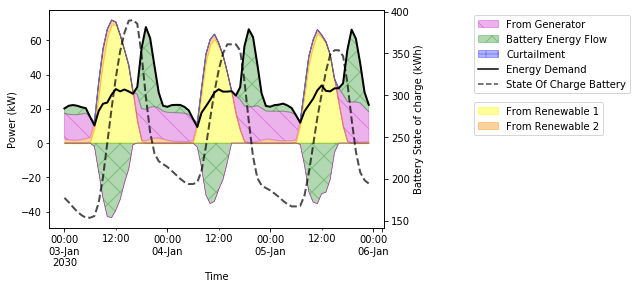 60
40
20
0
−20
−40
Power (kW)
400
350
300
250
200
150
Battery State of charge (kWh)
00:00
03-Jan
2030
12:00
00:00
04-Jan
12:00
00:00
05-Jan
12:00
00:00
06-Jan
Time
From Generator
Battery Energy Flow
Curtailment
Energy Demand
State Of Charge Battery
From Renewable 1
From Renewable 2